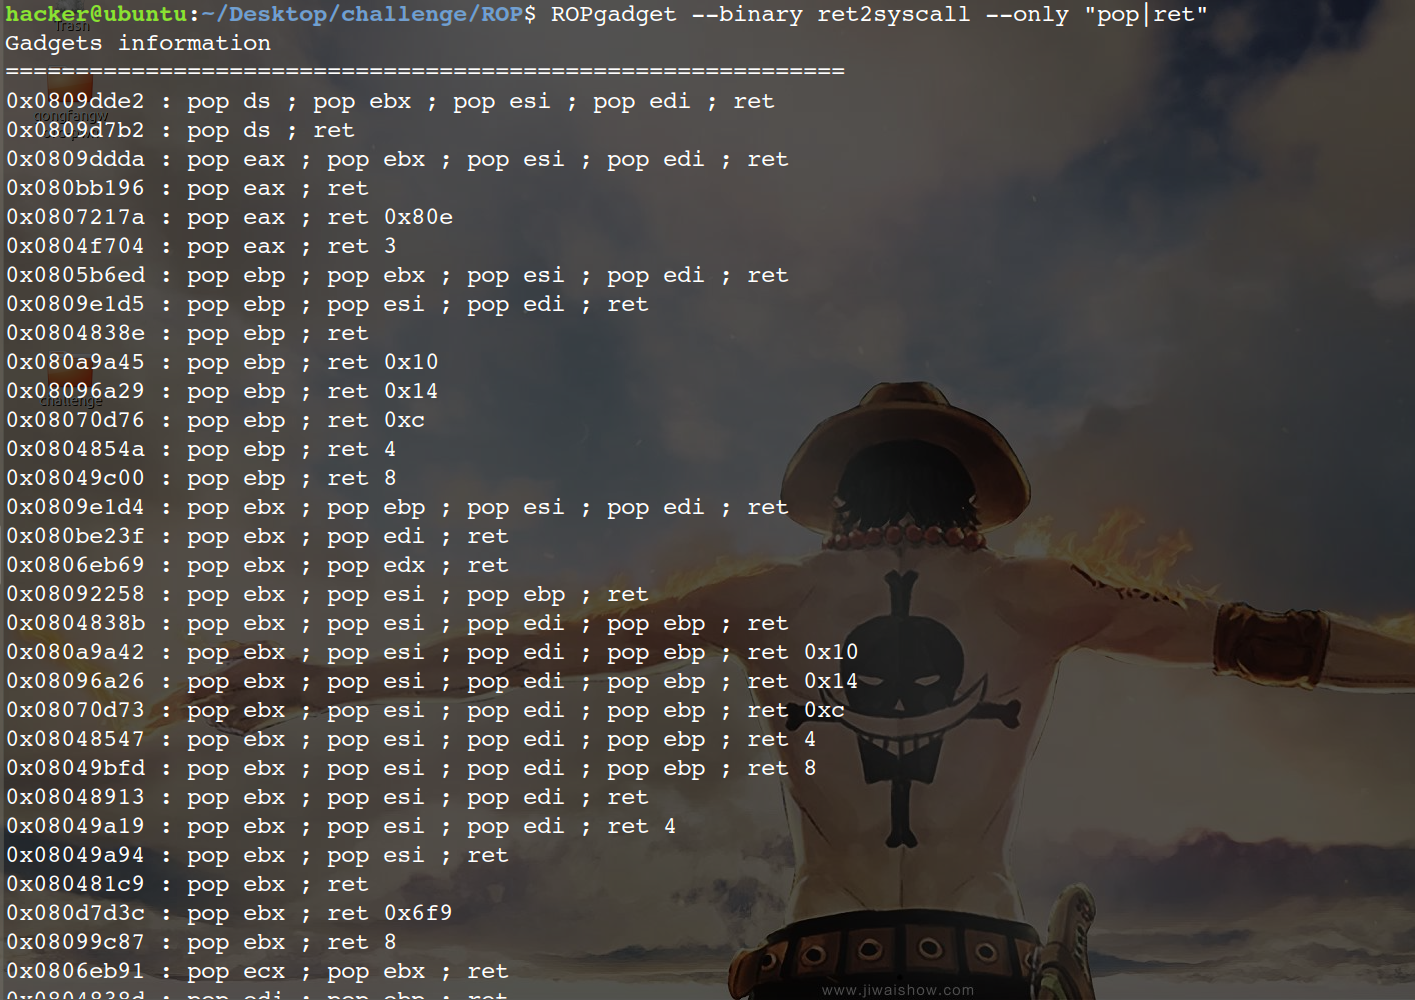 hacker@ubuntu:~/Desktop/challenge/ROP$ ROPgadget --binary ret2syscall --only "pop|ret"
Trash
Gadgets information
============================================================
0x0809dde2 : pop ds ; pop ebx ; pop esi ; pop edi ; ret
gongfangw
0x0809d7b2 : pop ds ; ret
0x0809ddda : pop eax ; pop ebx ; pop esi ; pop edi ; ret
0x080bb196 : pop eax ; ret
0x0807217a : pop eax ; ret 0x80e
0x0804f704 : pop eax ; ret 3
0x0805b6ed : pop ebp ; pop ebx ; pop esi ; pop edi ; ret
0x0809e1d5 : pop ebp ; pop esi ; pop edi ; ret
0x0804838e : pop ebp ; ret
0x080a9a45 : pop ebp ; ret 0x10
0x08096a29 : pop ebp ; ret 0x14
challenge
0x08070d76 : pop ebp ; ret 0xc
0x0804854a : pop ebp ; ret 4
0x08049c00 : pop ebp ; ret 8
0x0809e1d4 : pop ebx ; pop ebp ; pop esi ; pop edi ; ret
0x080be23f : pop ebx ; pop edi ; ret
0x0806eb69 : pop ebx ; pop edx ; ret
0x08092258 : pop ebx ; pop esi ; pop ebp ; ret
0x0804838b : pop ebx ; pop esi ; pop edi ; pop ebp ; ret
0x080a9a42 : pop ebx ; pop esi ; pop edi ; pop ebp ; ret 0x10
0x08096a26 : pop ebx ; pop esi ; pop edi ; pop ebp ; ret 0x14
0x08070d73 : pop ebx ; pop esi ; pop edi ; pop ebp ; ret 0xc
0x08048547 : pop ebx ; pop esi ; pop edi ; pop ebp ; ret 4
0x08049bfd : pop ebx ; pop esi ; pop edi ; pop ebp ; ret 8
0x08048913 : pop ebx ; pop esi ; pop edi ; ret
0x08049a19 : pop ebx ; pop esi ; pop edi ; ret 4
0x08049a94 : pop ebx ; pop esi ; ret
0x080481c9 : pop ebx ; ret
0x080d7d3c : pop ebx ; ret 0x6f9
0x08099c87 : pop ebx ; ret 8
0x0806eb91 : pop ecx ; pop ebx ; ret
0x0804838d : pop edi ; pop ebp ; ret
www.jiwaishow.com